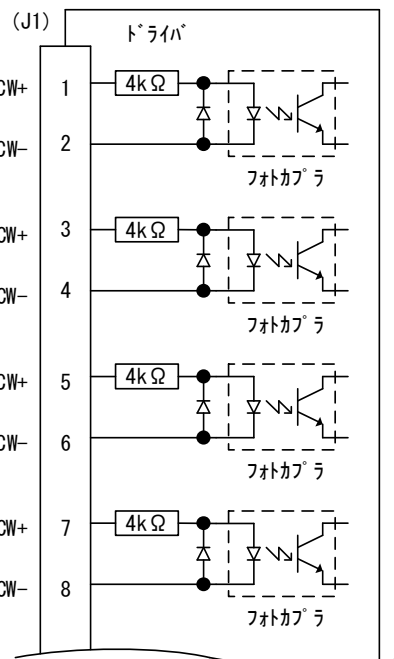 (J1)
ﾄﾞﾗｲﾊﾞ
CW+ 1 4kΩ
CW- 2
ﾌｫﾄｶﾌﾟﾗ
CW+ 3 4kΩ
CW- 4
ﾌｫﾄｶﾌﾟﾗ
CW+ 5 4kΩ
CW- 6
ﾌｫﾄｶﾌﾟﾗ
CW+ 7 4kΩ
CW- 8
ﾌｫﾄｶﾌﾟﾗ